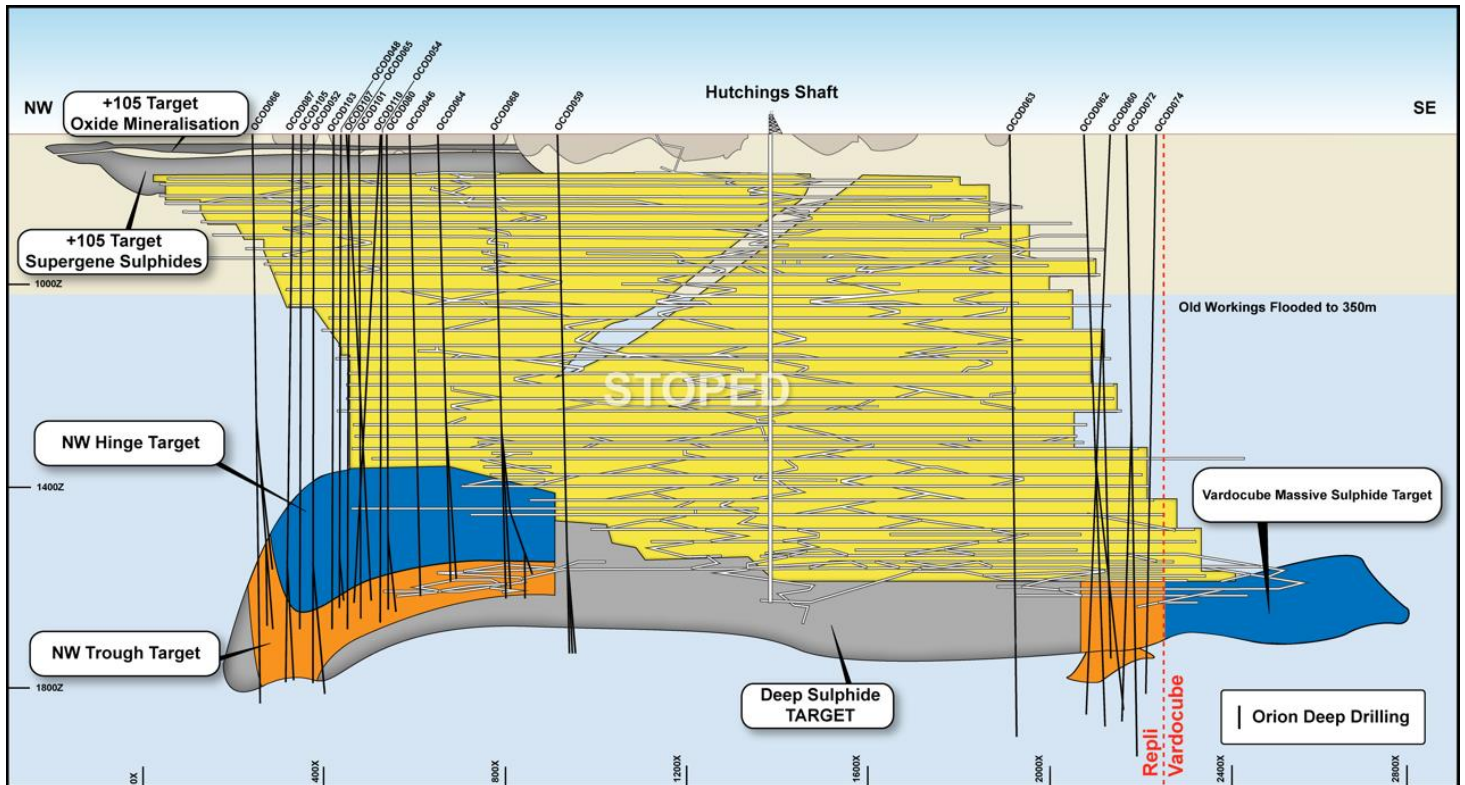 OCOD048
OCOD065
OCOD054
OCOD066
OCOD097
OCOD105
OCOD052
OCOD103
OCOD107
OCOD101
OCOD110
OCOD080
OCOD046
OCOD064
OCOD068
OCOD059
OCOD063
OCOD062
OCOD060
OCOD072
OCOD074
NW
Hutchings Shaft
SE
+105 Target
Oxide Mineralisation
+105 Target
Supergene Sulphides
1000Z
Old Workings Flooded to 350m
STOPED
NW Hinge Target
1400Z
Vardocube Massive Sulphide Target
NW Trough Target
1800Z
Deep Sulphide
TARGET
Orion Deep Drilling
Repli
Vardocube
0X
400X
800X
1200X
1600X
2000X
2400X
2800X